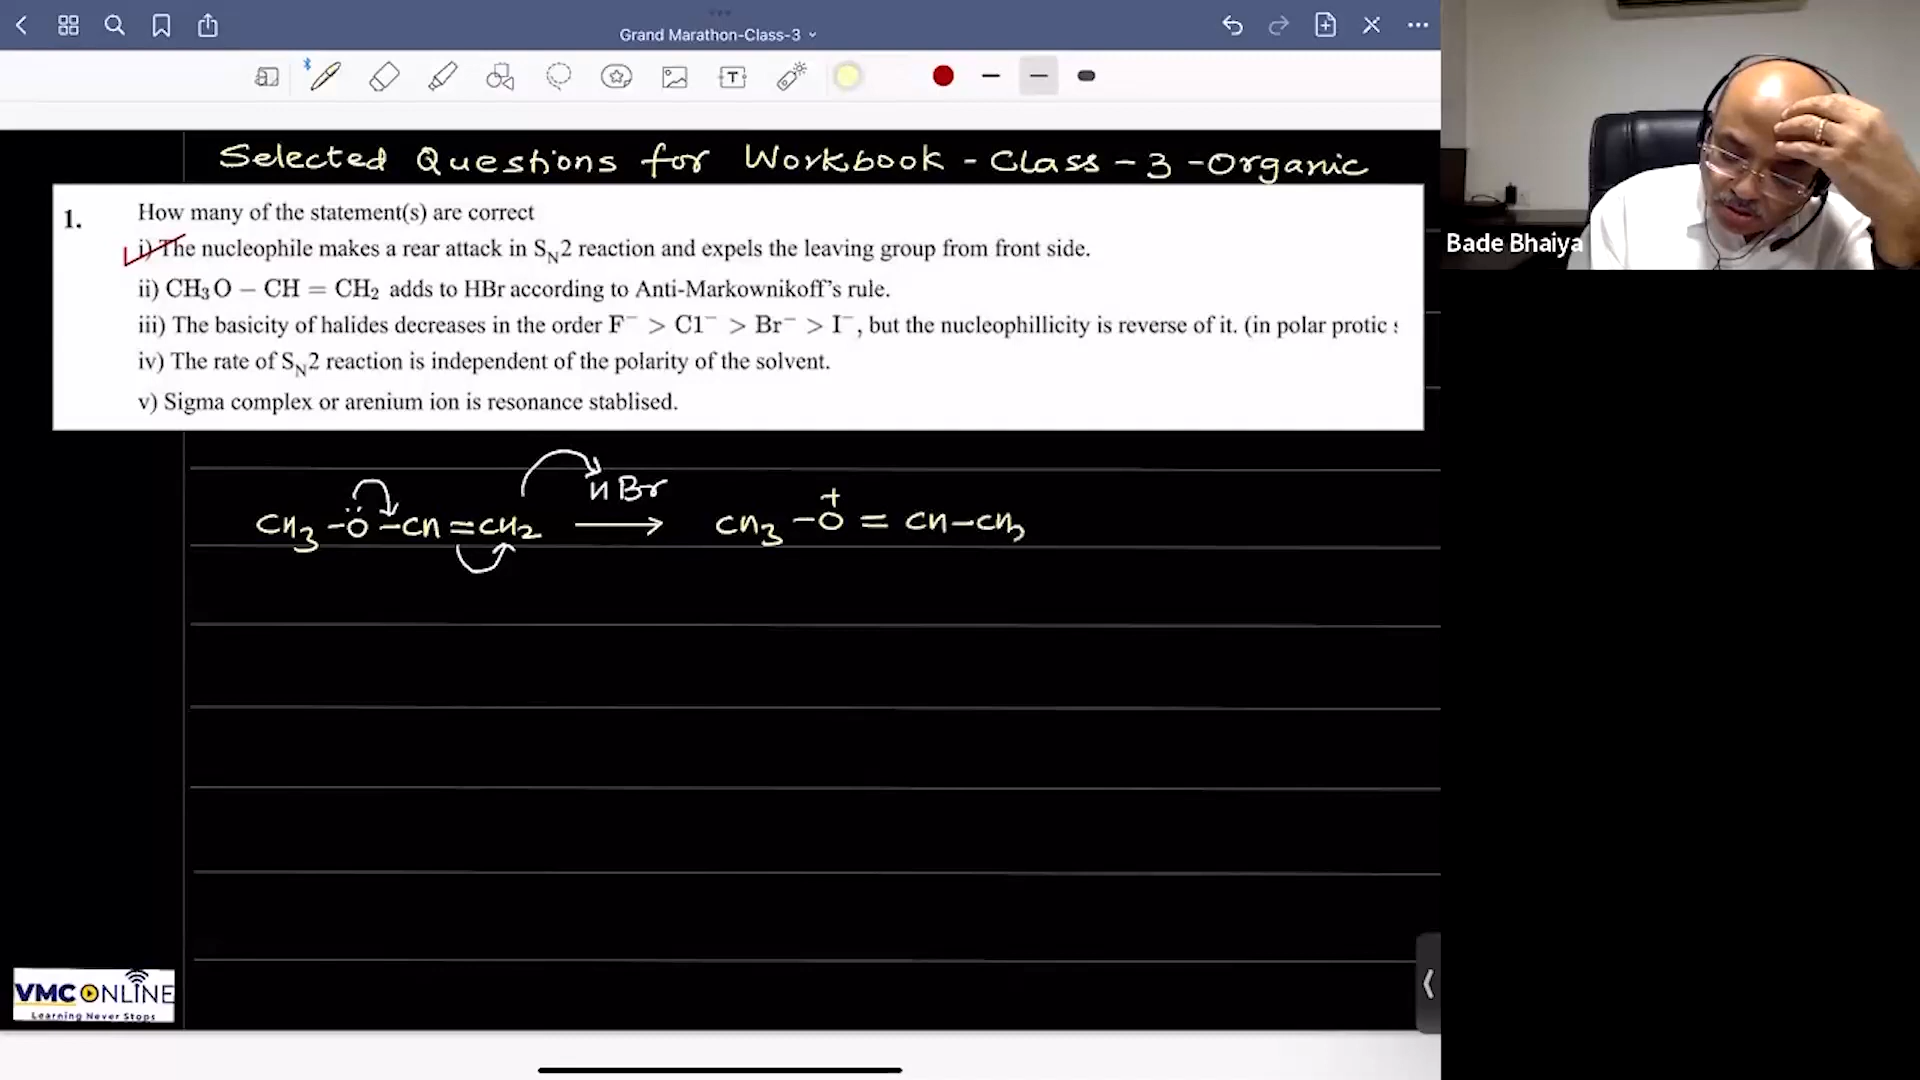 Grand Marathon-Class-3
Selected Questions for Workbook - Class - 3 - Organic
1. How many of the statement(s) are correct
i) The nucleophile makes a rear attack in SN2 reaction and expels the leaving group from front side.
ii) CH3O – CH = CH2 adds to HBr according to Anti-Markownikoff's rule.
iii) The basicity of halides decreases in the order F⁻ > Cl⁻ > Br⁻ > I⁻, but the nucleophillicity is reverse of it. (in polar protic
iv) The rate of SN2 reaction is independent of the polarity of the solvent.
v) Sigma complex or arenium ion is resonance stablised.
HBr
CH3 -Ö-CH=CH2 ⟶ CH3 -O⁺=CH-CH3
Bade Bhaiya
VMC ONLINE
Learning Never Stops